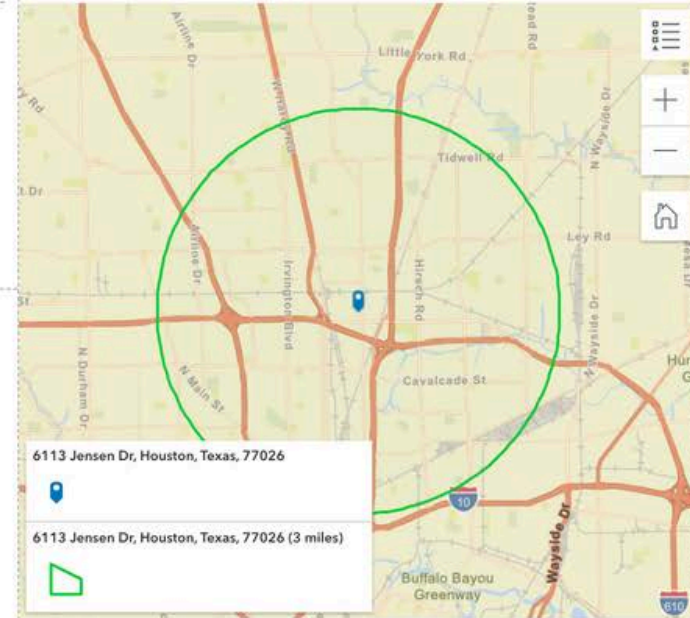 Airline Dr
W Hardy Rd
Little York Rd
Tidwell Rd
N Wayside Dr
Ley Rd
Airline Dr
Irvington Blvd
Hirsch Rd
N Wayside Dr
N Durham Dr
N Main St
Cavalcade St
6113 Jensen Dr, Houston, Texas, 77026
6113 Jensen Dr, Houston, Texas, 77026 (3 miles)
10
Wayside Dr
Buffalo Bayou
Greenway
610